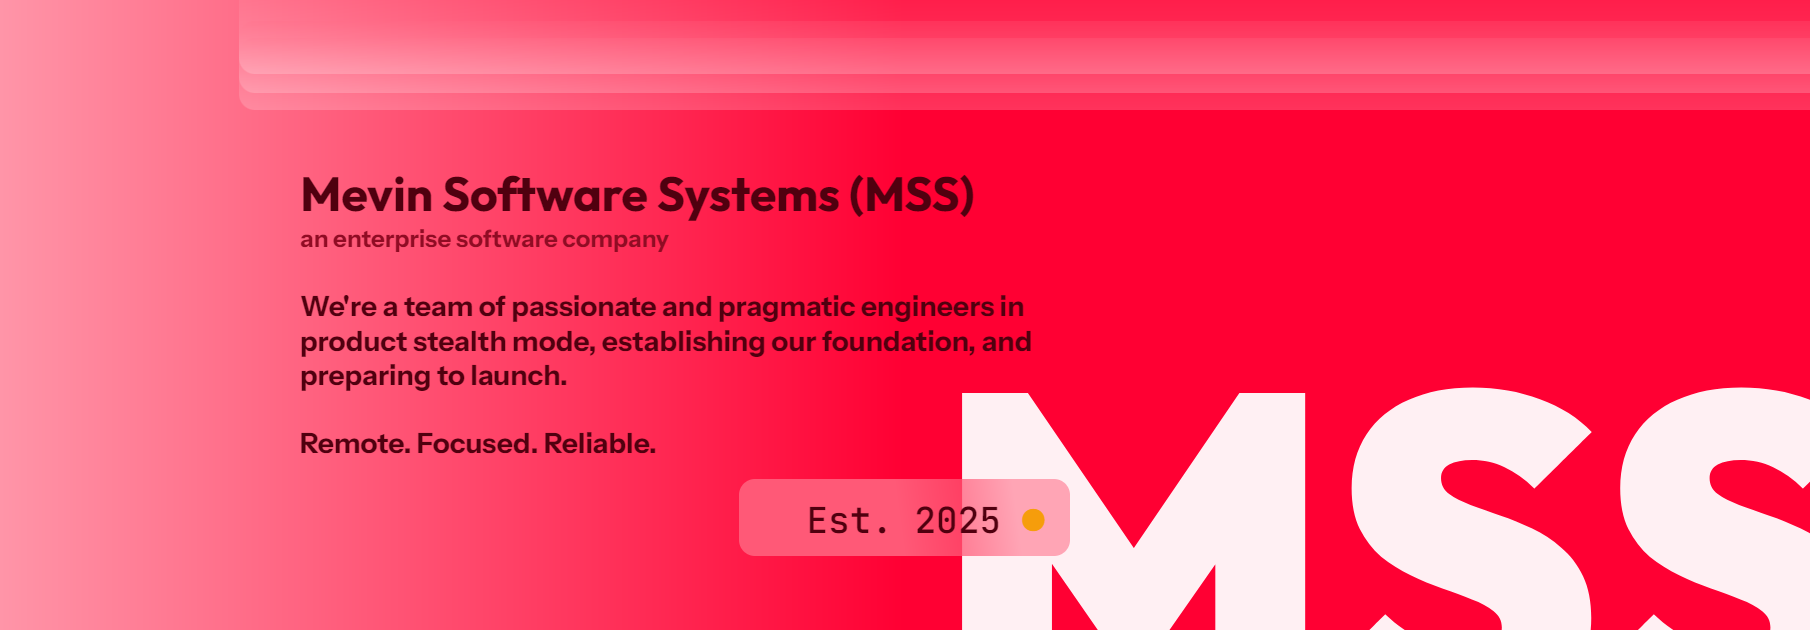 Mevin Software Systems (MSS)
an enterprise software company
We're a team of passionate and pragmatic engineers in
product stealth mode, establishing our foundation, and
preparing to launch.
Remote. Focused. Reliable.
MSS
Est. 2025